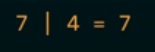 7 | 4 = 7